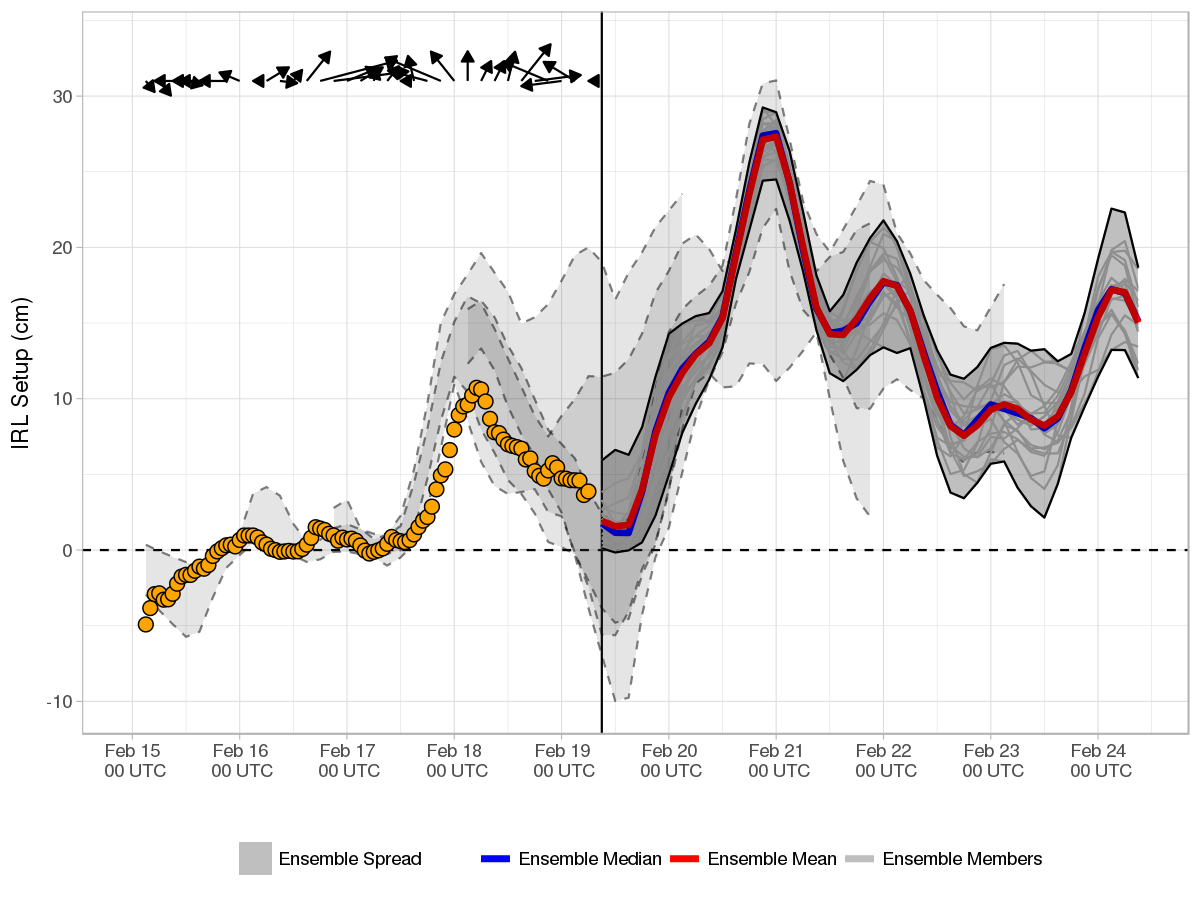 IRL Setup (cm)
30
20
10
0
-10
Feb 15 Feb 16 Feb 17 Feb 18 Feb 19 Feb 20 Feb 21 Feb 22 Feb 23 Feb 24
00 UTC 00 UTC 00 UTC 00 UTC 00 UTC 00 UTC 00 UTC 00 UTC 00 UTC 00 UTC
Ensemble Spread Ensemble Median Ensemble Mean Ensemble Members